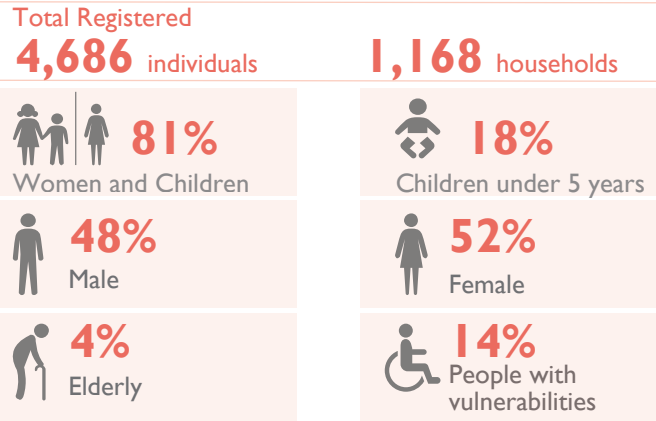 Total Registered
4,686 individuals
1,168 households
81%
Women and Children
18%
Children under 5 years
48%
Male
52%
Female
4%
Elderly
14%
People with
vulnerabilities